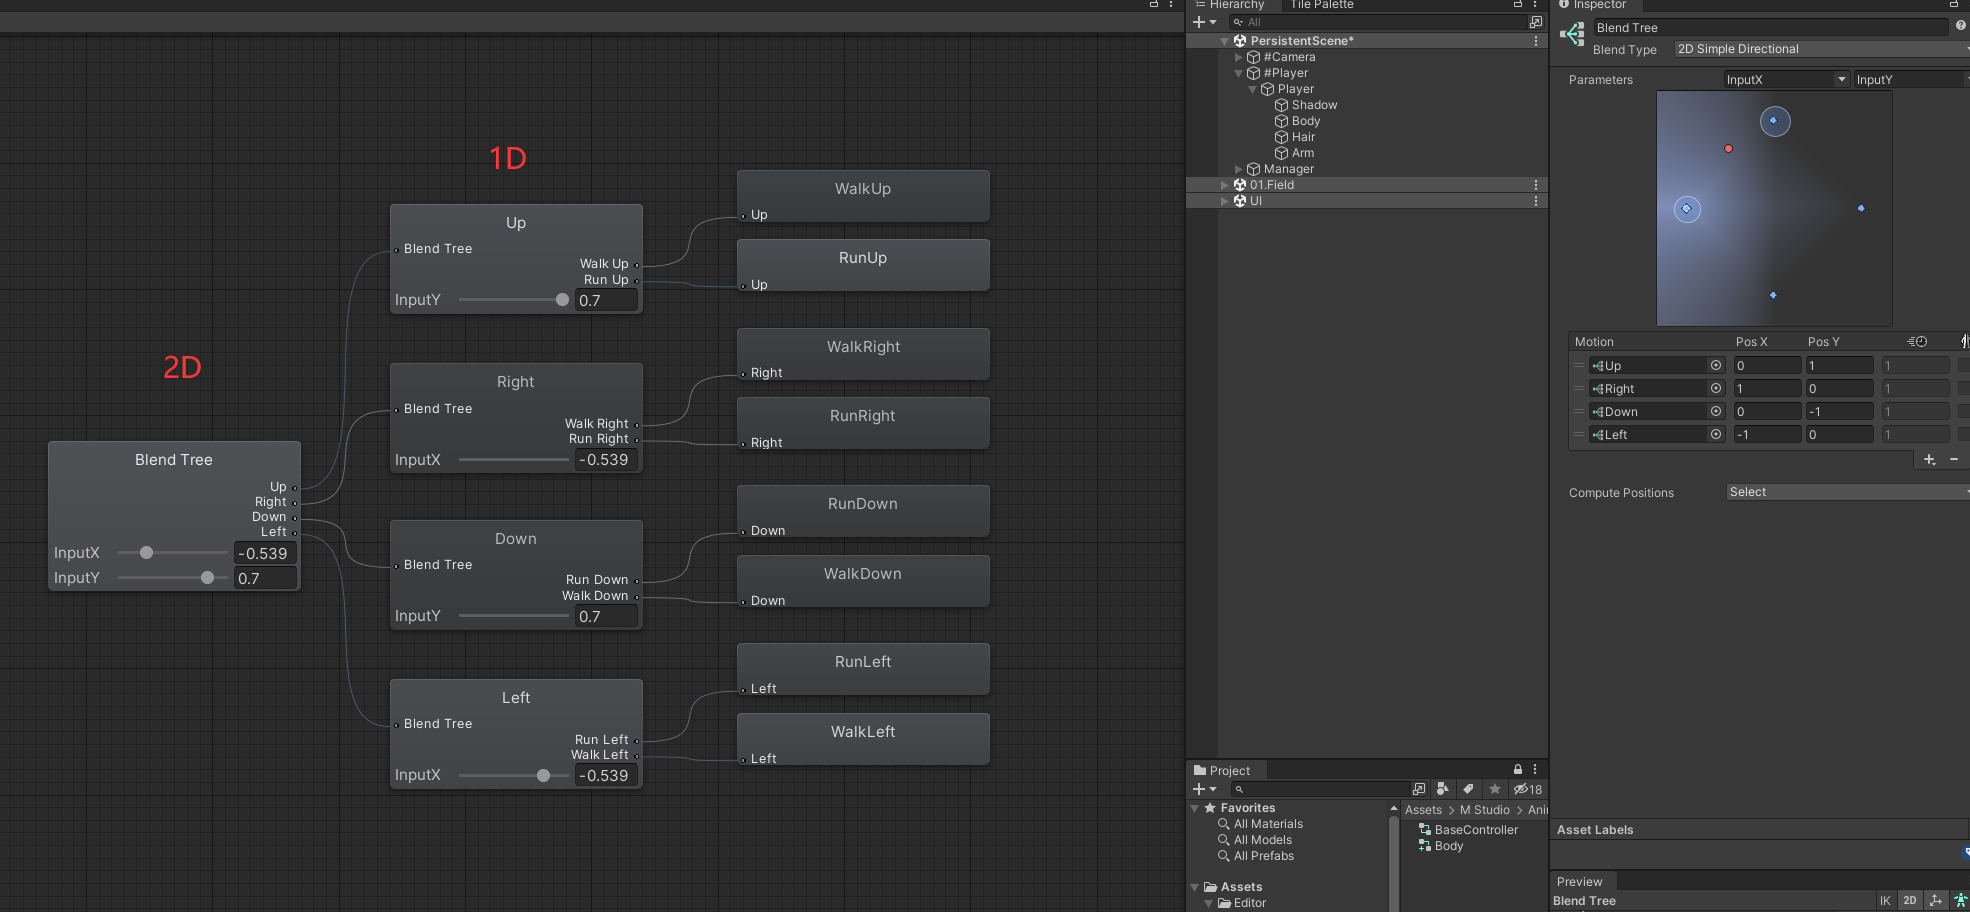 Hierarchy
Tile Palette
Inspector
All
Blend Tree
PersistentScene*
Blend Type
2D Simple Directional
#Camera
#Player
Parameters
InputX
InputY
Player
Shadow
Body
Hair
Arm
Manager
01.Field
UI
1D
2D
Blend Tree
Up
Right
Down
Left
InputX
-0.539
InputY
0.7
Up
Blend Tree
Walk Up
Run Up
InputY
0.7
Right
Blend Tree
Walk Right
Run Right
InputX
-0.539
Down
Blend Tree
Run Down
Walk Down
InputY
0.7
Left
Blend Tree
Run Left
Walk Left
InputX
-0.539
WalkUp
Up
RunUp
Up
WalkRight
Right
RunRight
Right
RunDown
Down
WalkDown
Down
RunLeft
Left
WalkLeft
Left
Motion Pos X Pos Y
Up 0 1 1
Right 1 0 1
Down 0 -1 1
Left -1 0 1
Compute Positions
Select
Project
18
Favorites
All Materials
All Models
All Prefabs
Assets
Editor
Assets > M Studio > Ani
BaseController
Body
Asset Labels
Preview
Blend Tree
IK
2D